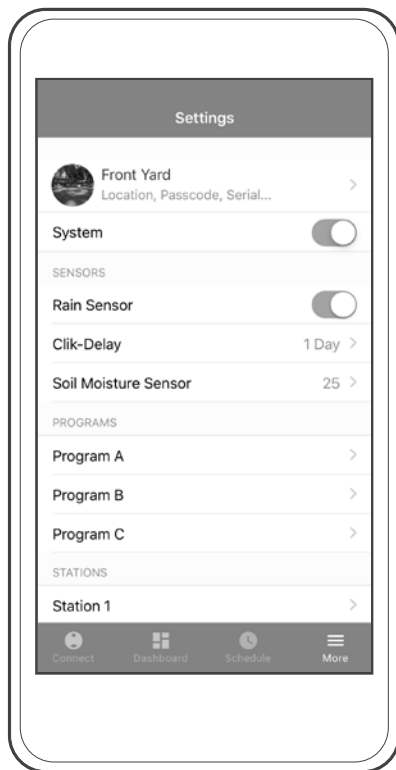 Settings
Front Yard
Location, Passcode, Serial...
System
SENSORS
Rain Sensor
Clik-Delay 1 Day
Soil Moisture Sensor 25
PROGRAMS
Program A
Program B
Program C
STATIONS
Station 1
Connect Dashboard Schedule More